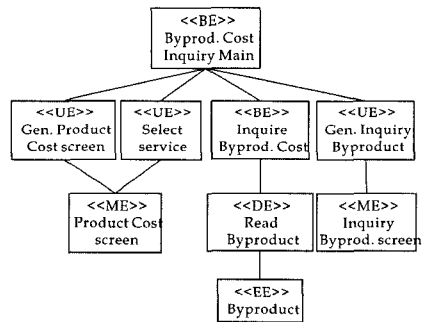 <<BE>>
Byprod. Cost
Inquiry Main
<<UE>>
Gen. Product
Cost screen
<<UE>>
Select
service
<<BE>>
Inquire
Byprod. Cost
<<UE>>
Gen. Inquiry
Byproduct
<<ME>>
Product Cost
screen
<<DE>>
Read
Byproduct
<<ME>>
Inquiry
Byprod. screen
<<EE>>
Byproduct